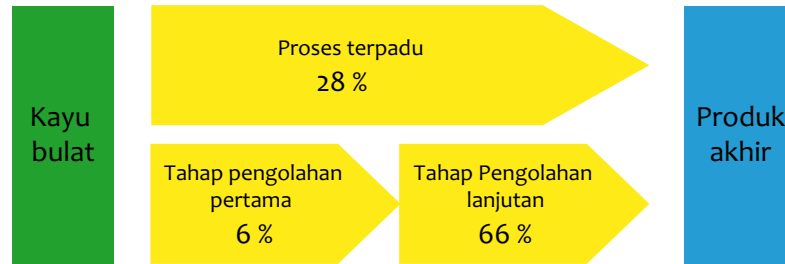 Kayu
bulat
Proses terpadu
28 %
Tahap pengolahan
pertama
6 %
Tahap Pengolahan
lanjutan
66 %
Produk
akhir